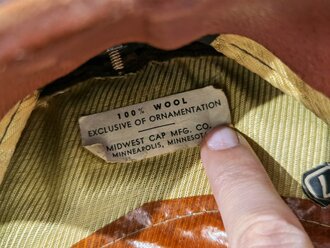 100% WOOL
EXCLUSIVE OF ORNAMENTATION
MIDWEST CAP MFG. CO.
MINNEAPOLIS, MINNESOTA